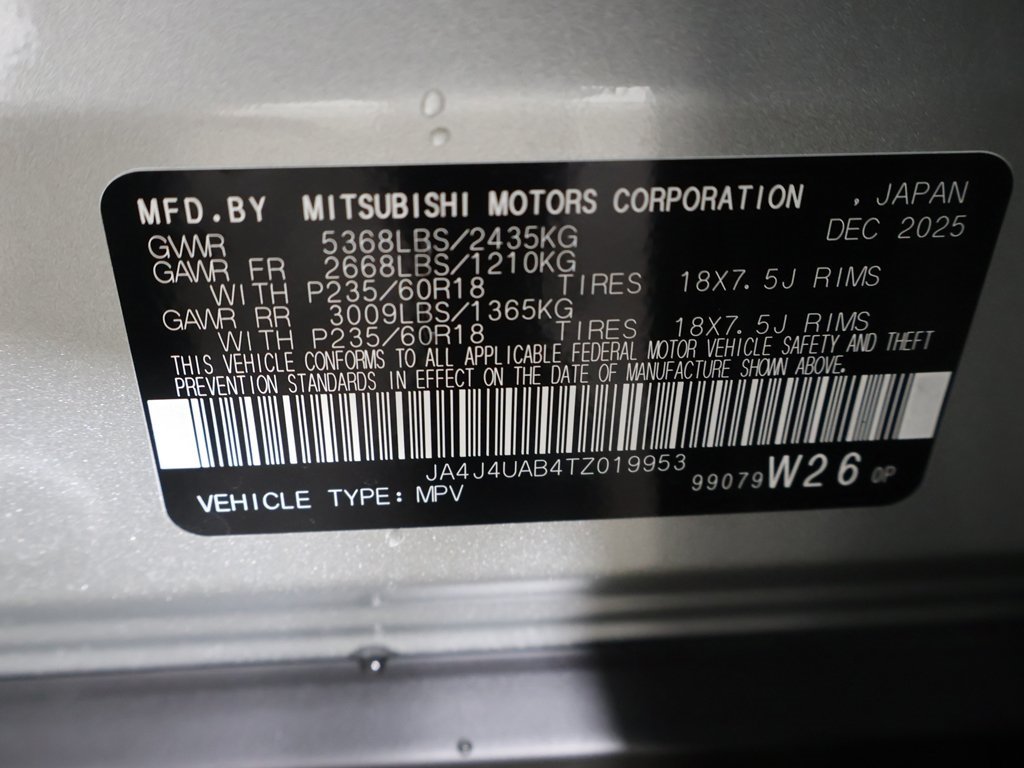 MFD.BY MITSUBISHI MOTORS CORPORATION , JAPAN
DEC 2025
GVWR 5368LBS/2435KG
GAWR FR 2668LBS/1210KG
WITH P235/60R18 TIRES 18X7.5J RIMS
GAWR RR 3009LBS/1365KG
WITH P235/60R18 TIRES 18X7.5J RIMS
THIS VEHICLE CONFORMS TO ALL APPLICABLE FEDERAL MOTOR VEHICLE SAFETY AND THEFT
PREVENTION STANDARDS IN EFFECT ON THE DATE OF MANUFACTURE SHOWN ABOVE.
JA4J4UAB4TZ019953
VEHICLE TYPE: MPV 99079 W26 0P